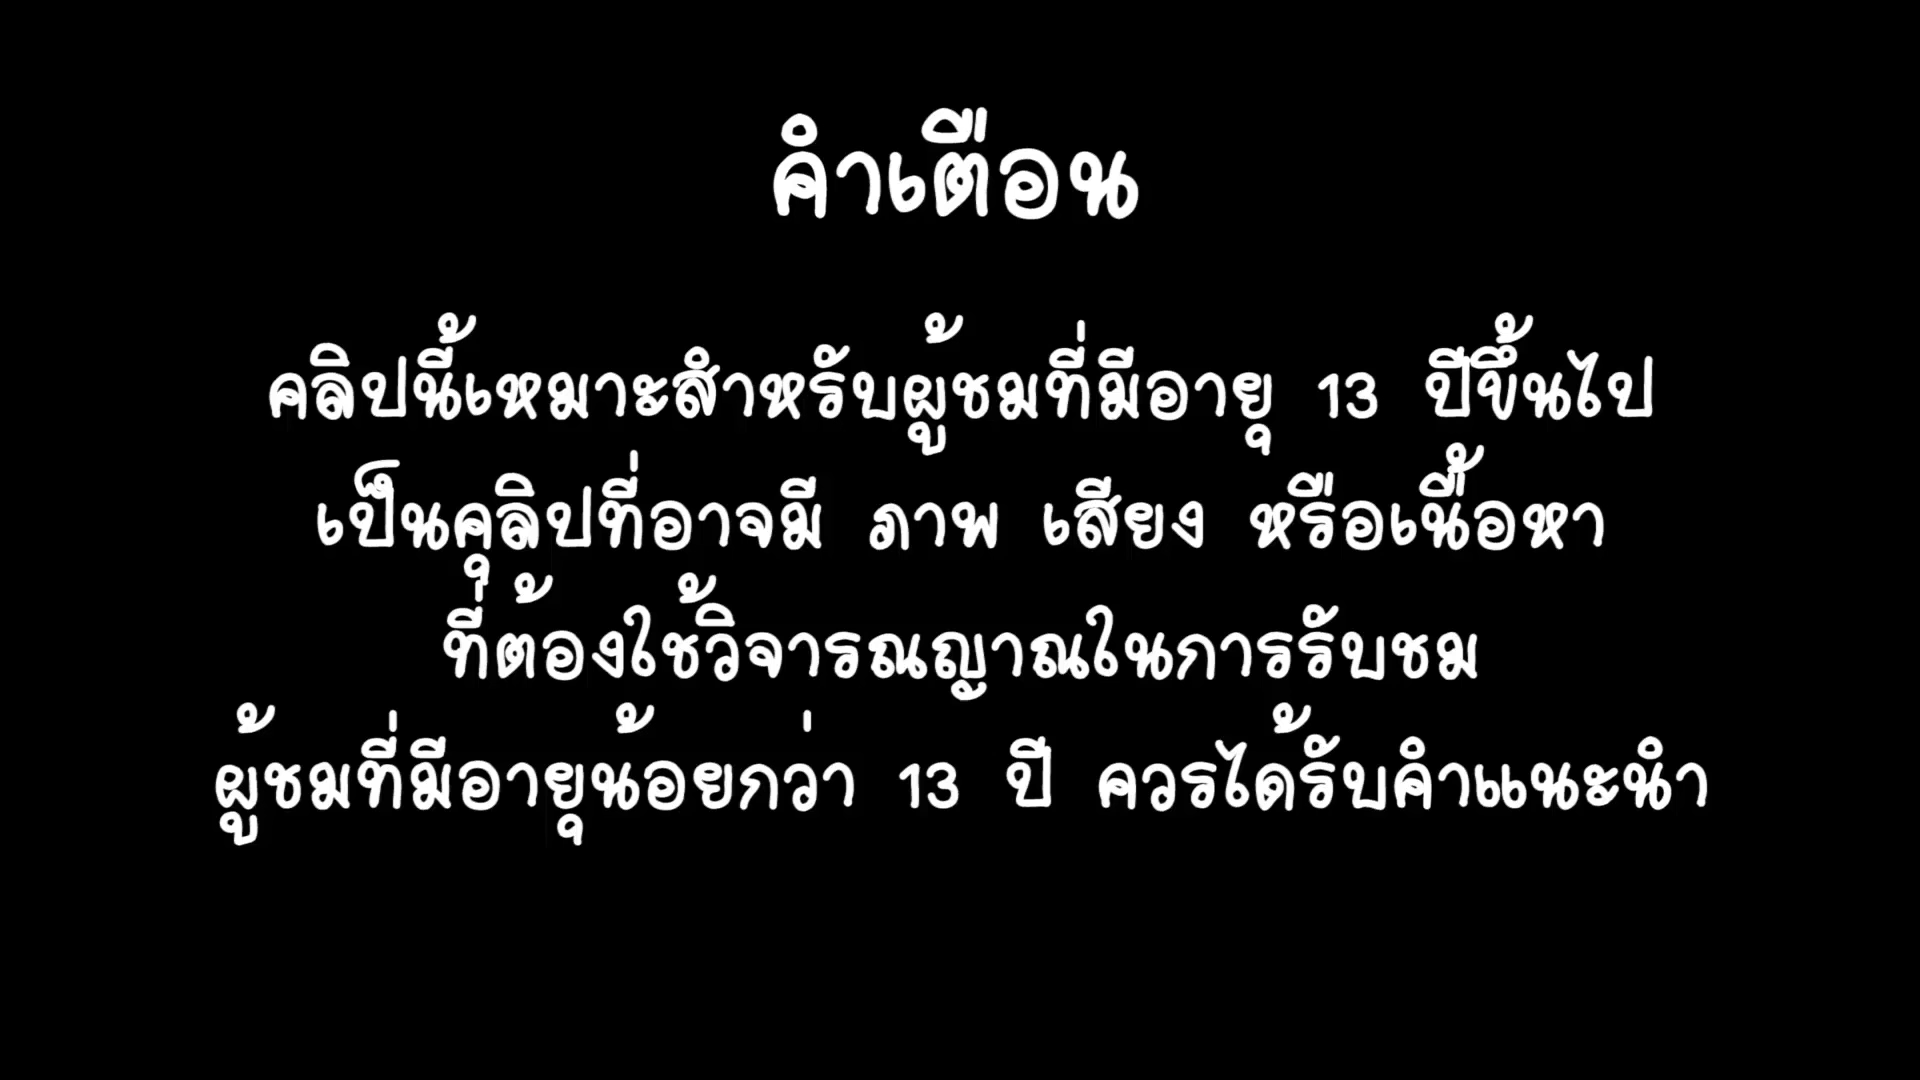 คำเตือน
คลิปนี้เหมาะสำหรับผู้ชมที่มีอายุ 13 ปีขึ้นไป
เป็นคุลิปที่อาจมี ภาพ เสียง หรือเนื้อหา
ที่ต้องใช้วิจารณญาณในการรับชม
ผู้ชมที่มีอายุน้อยกว่า 13 ปี ควรได้รับคำแนะนำ